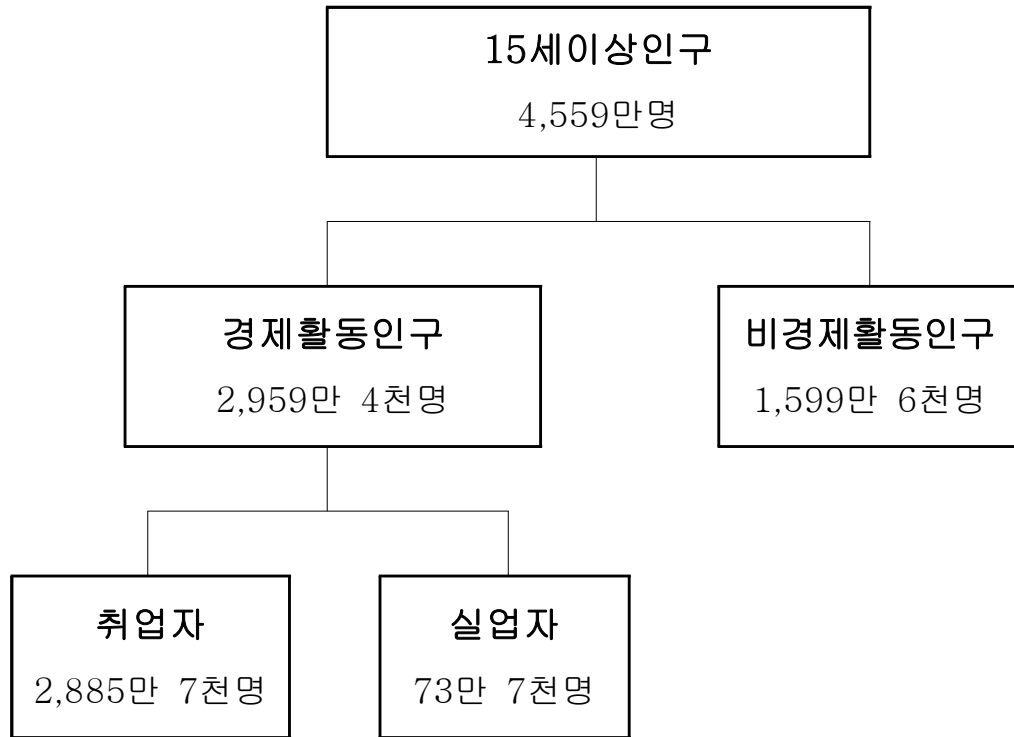 15세이상인구
4,559만명
경제활동인구
2,959만 4천명
비경제활동인구
1,599만 6천명
취업자
2,885만 7천명
실업자
73만 7천명